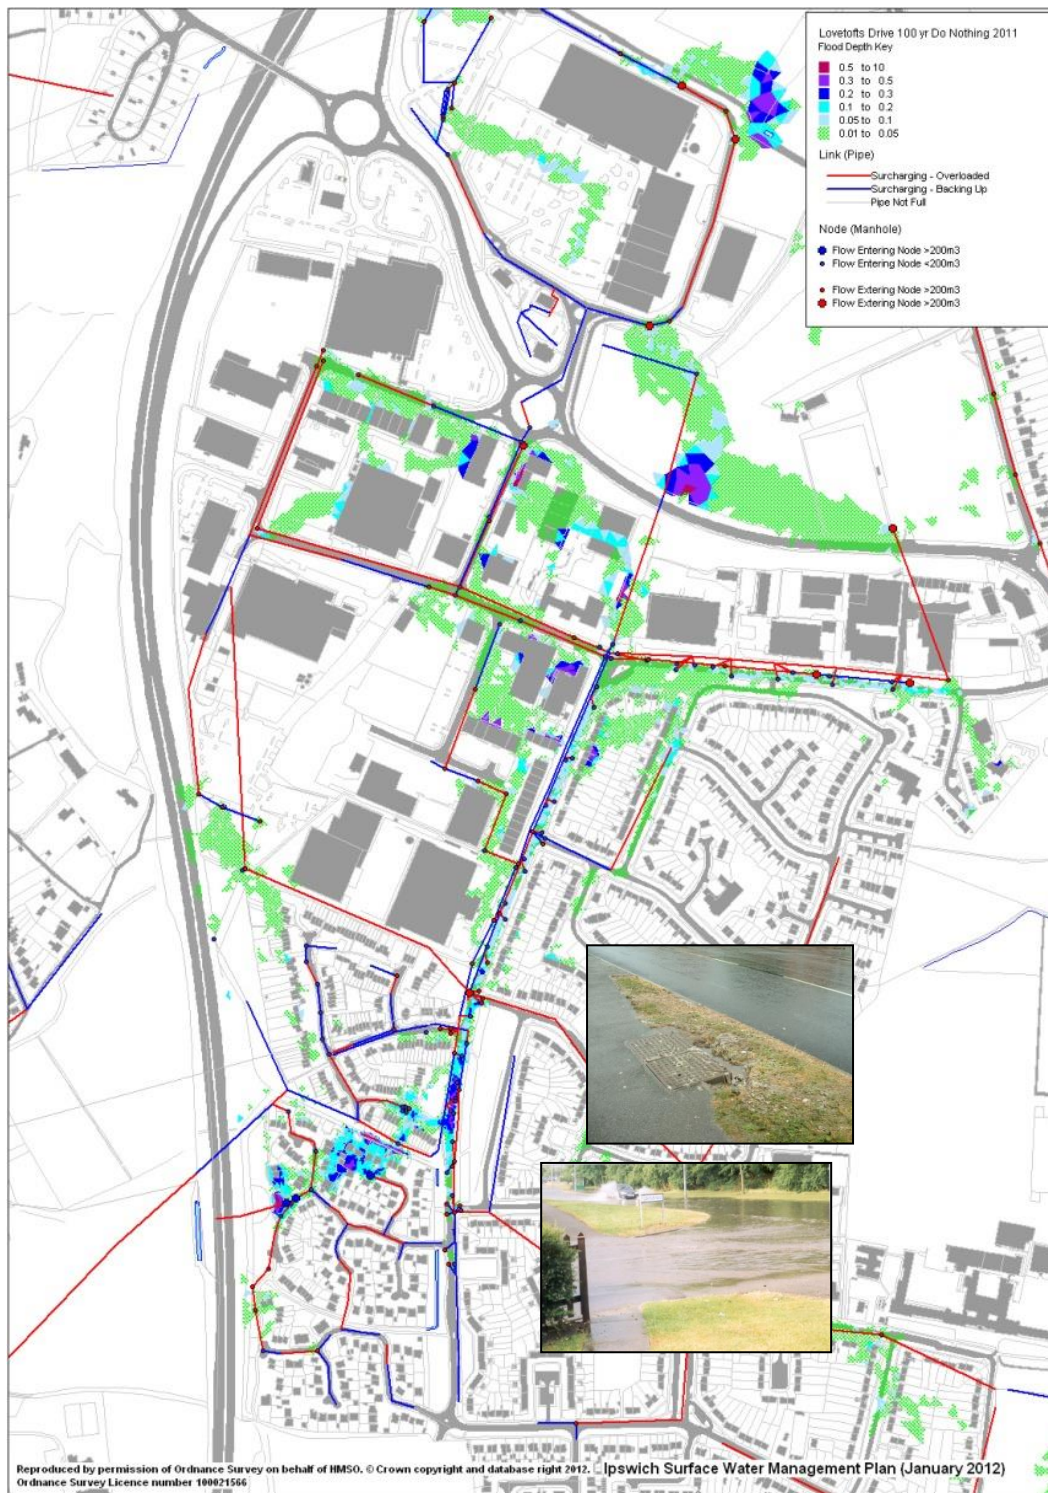 Lovetofts Drive 100 yr Do Nothing 2011
Flood Depth Key
0.5 to 10
0.3 to 0.5
0.2 to 0.3
0.1 to 0.2
0.05 to 0.1
0.01 to 0.05
Link (Pipe)
Surcharging - Overloaded
Surcharging - Backing Up
Pipe Not Full
Node (Manhole)
Flow Entering Node >200m3
Flow Entering Node <200m3
Flow Extering Node >200m3
Flow Extering Node >200m3
Reproduced by permission of Ordnance Survey on behalf of HMSO. © Crown copyright and database right 2012. Ipswich Surface Water Management Plan (January 2012)
Ordnance Survey Licence number 100021566